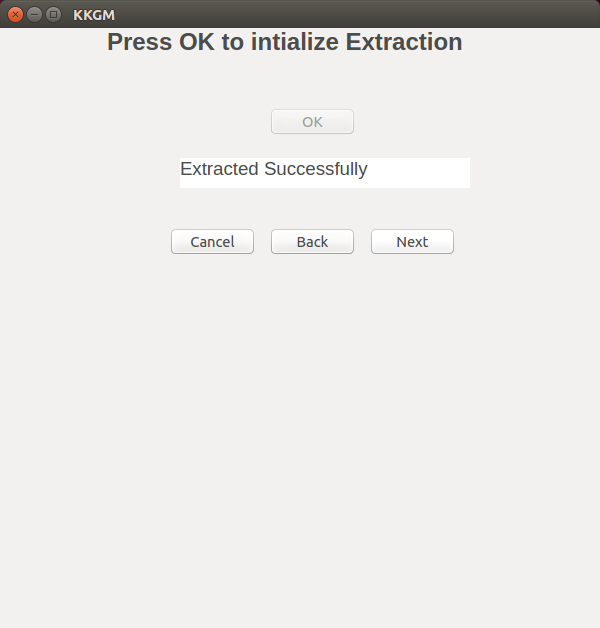 KKGM
Press OK to intialize Extraction
OK
Extracted Successfully
Cancel Back Next